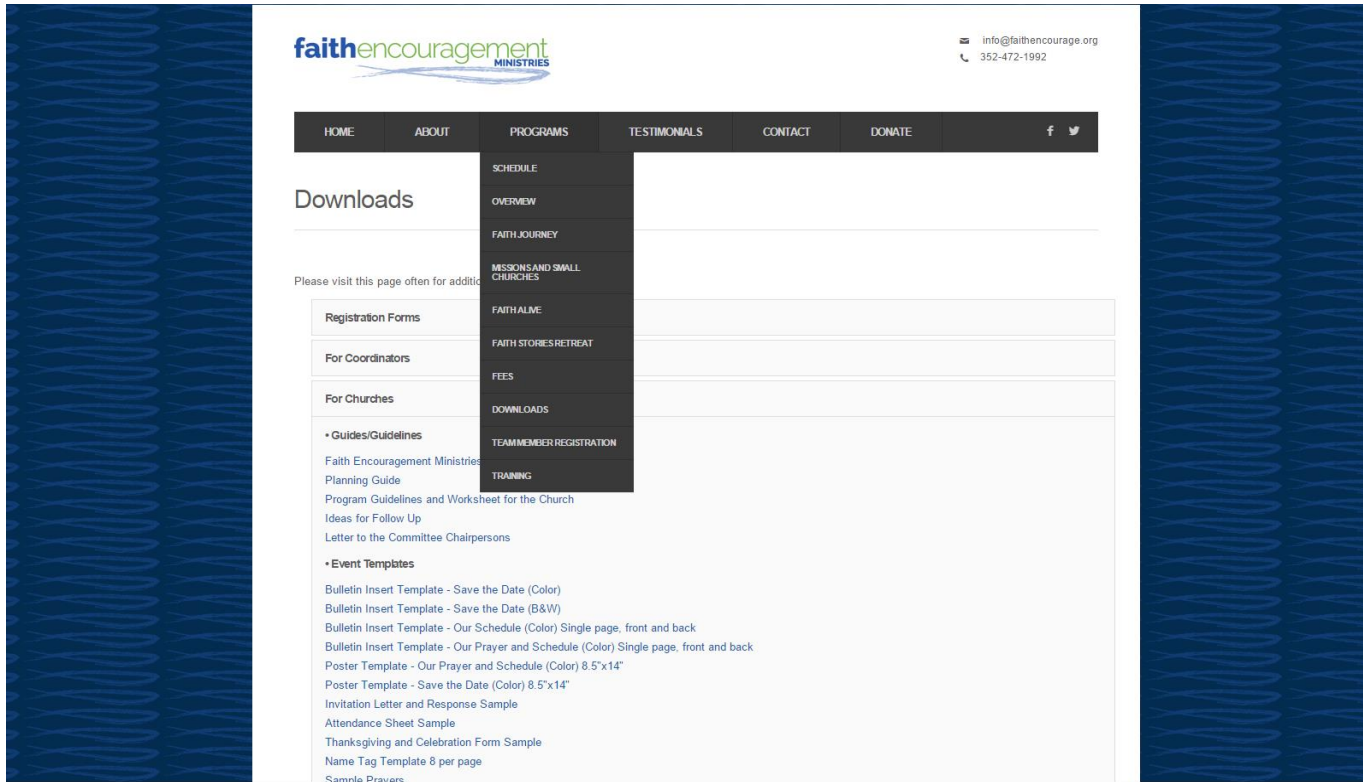 faithencouragement
MINISTRIES
info@faithencourage.org
352-472-1992
HOME ABOUT PROGRAMS TESTIMONIALS CONTACT DONATE
SCHEDULE
OVERVIEW
FAITH JOURNEY
MISSIONS AND SMALL
CHURCHES
FAITH ALIVE
FAITH STORIES RETREAT
FEES
DOWNLOADS
TEAM MEMBER REGISTRATION
TRAINING
Downloads
Please visit this page often for
Registration Forms
For Coordinators
For Churches
• Guides/Guidelines
Faith Encouragement Ministries
Planning Guide
Program Guidelines and Worksheet for the Church
Ideas for Follow Up
Letter to the Committee Chairpersons
• Event Templates
Bulletin Insert Template - Save the Date (Color)
Bulletin Insert Template - Save the Date (B&W)
Bulletin Insert Template - Our Schedule (Color) Single page, front and back
Bulletin Insert Template - Our Prayer and Schedule (Color) Single page, front and back
Poster Template - Our Prayer and Schedule (Color) 8.5"x14"
Poster Template - Save the Date (Color) 8.5"x14"
Invitation Letter and Response Sample
Attendance Sheet Sample
Thanksgiving and Celebration Form Sample
Name Tag Template 8 per page
Sample Prayers